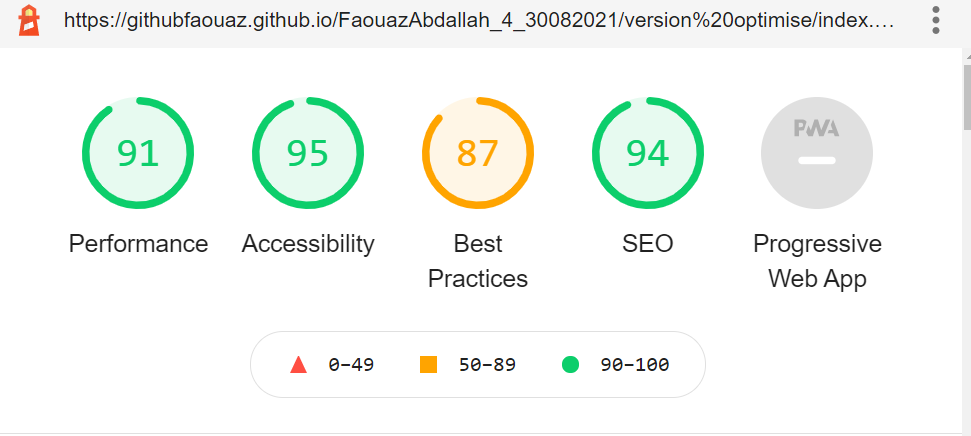 https://githubfaouaz.github.io/FaouazAbdallah_4_30082021/version%20optimise/index.…
91 95 87 94 PWA
Performance Accessibility Best SEO Progressive
Practices Web App
0–49 50–89 90–100